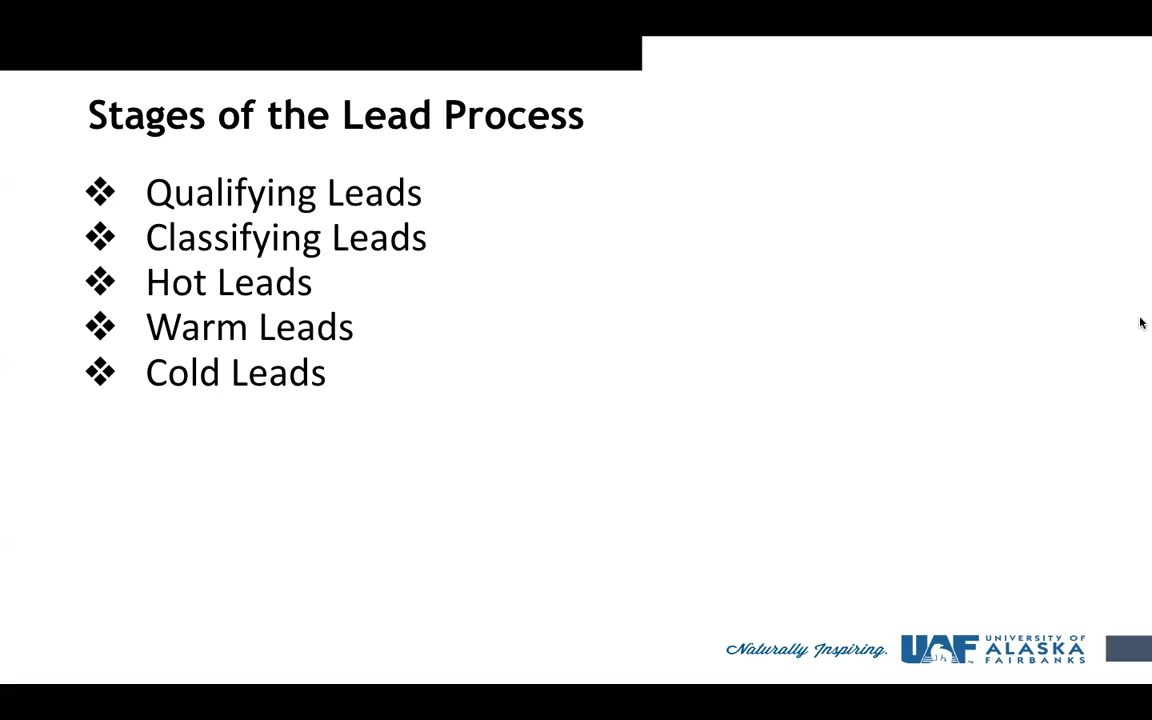 Stages of the Lead Process
❖ Qualifying Leads
❖ Classifying Leads
❖ Hot Leads
❖ Warm Leads
❖ Cold Leads
Naturally Inspiring.
UAF
UNIVERSITY OF
ALASKA
FAIRBANKS